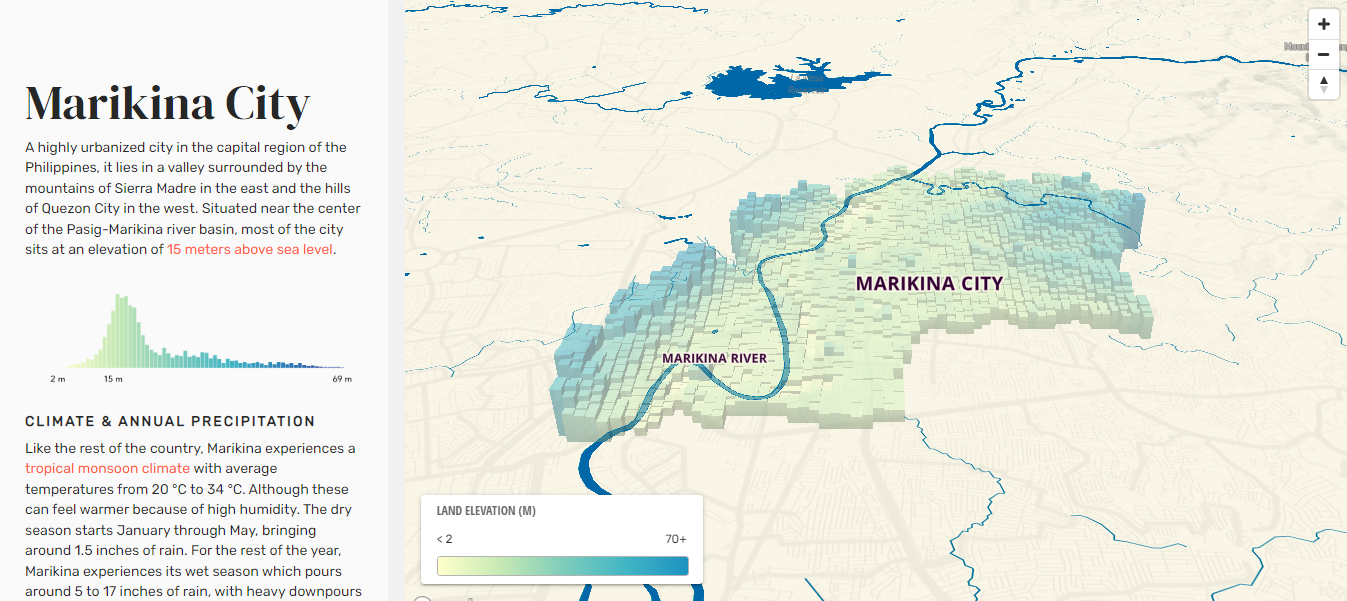 Marikina City
A highly urbanized city in the capital region of the
Philippines, it lies in a valley surrounded by the
mountains of Sierra Madre in the east and the hills
of Quezon City in the west. Situated near the center
of the Pasig-Marikina river basin, most of the city
sits at an elevation of 15 meters above sea level.
2 m 15 m 69 m
CLIMATE & ANNUAL PRECIPITATION
Like the rest of the country, Marikina experiences a
tropical monsoon climate with average
temperatures from 20 °C to 34 °C. Although these
can feel warmer because of high humidity. The dry
season starts January through May, bringing
around 1.5 inches of rain. For the rest of the year,
Marikina experiences its wet season which pours
around 5 to 17 inches of rain, with heavy downpours
MARIKINA CITY
MARIKINA RIVER
LAND ELEVATION (M)
< 2 70+